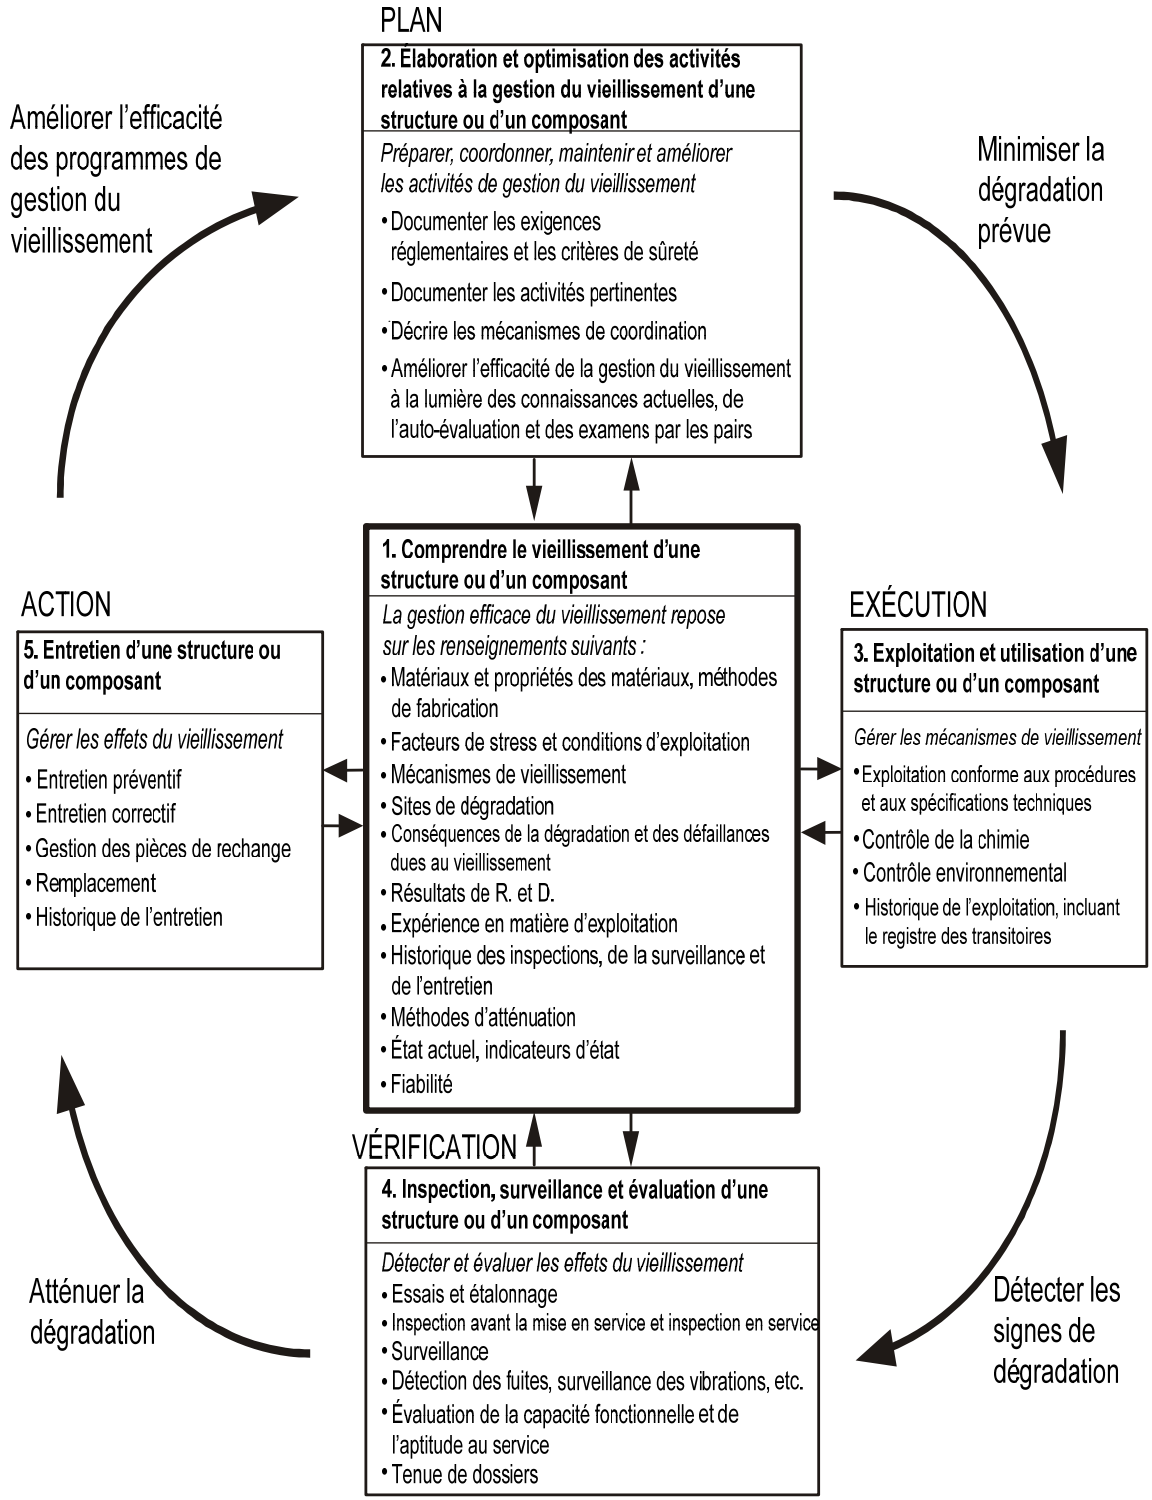 PLAN
2. Élaboration et optimisation des activités
relatives à la gestion du vieillissement d’une
structure ou d’un composant
Préparer, coordonner, maintenir et améliorer
les activités de gestion du vieillissement
• Documenter les exigences
réglementaires et les critères de sûreté
• Documenter les activités pertinentes
• Décrire les mécanismes de coordination
• Améliorer l’efficacité de la gestion du vieillissement
à la lumière des connaissances actuelles, de
l’auto-évaluation et des examens par les pairs
Améliorer l’efficacité
des programmes de
gestion du
vieillissement
Minimiser la
dégradation
prévue
1. Comprendre le vieillissement d’une
structure ou d’un composant
La gestion efficace du vieillissement repose
sur les renseignements suivants :
• Matériaux et propriétés des matériaux, méthodes
de fabrication
• Facteurs de stress et conditions d’exploitation
• Mécanismes de vieillissement
• Sites de dégradation
• Conséquences de la dégradation et des défaillances
dues au vieillissement
• Résultats de R. et D.
• Expérience en matière d’exploitation
• Historique des inspections, de la surveillance et
de l’entretien
• Méthodes d’atténuation
• État actuel, indicateurs d’état
• Fiabilité
ACTION
5. Entretien d’une structure ou
d’un composant
Gérer les effets du vieillissement
• Entretien préventif
• Entretien correctif
• Gestion des pièces de rechange
• Remplacement
• Historique de l’entretien
EXÉCUTION
3. Exploitation et utilisation d’une
structure ou d’un composant
Gérer les mécanismes de vieillissement
• Exploitation conforme aux procédures
et aux spécifications techniques
• Contrôle de la chimie
• Contrôle environnemental
• Historique de l’exploitation, incluant
le registre des transitoires
VÉRIFICATION
4. Inspection, surveillance et évaluation d’une
structure ou d’un composant
Détecter et évaluer les effets du vieillissement
• Essais et étalonnage
• Inspection avant la mise en service et inspection en service
• Surveillance
• Détection des fuites, surveillance des vibrations, etc.
• Évaluation de la capacité fonctionnelle et de
l’aptitude au service
• Tenue de dossiers
Atténuer la
dégradation
Détecter les
signes de
dégradation